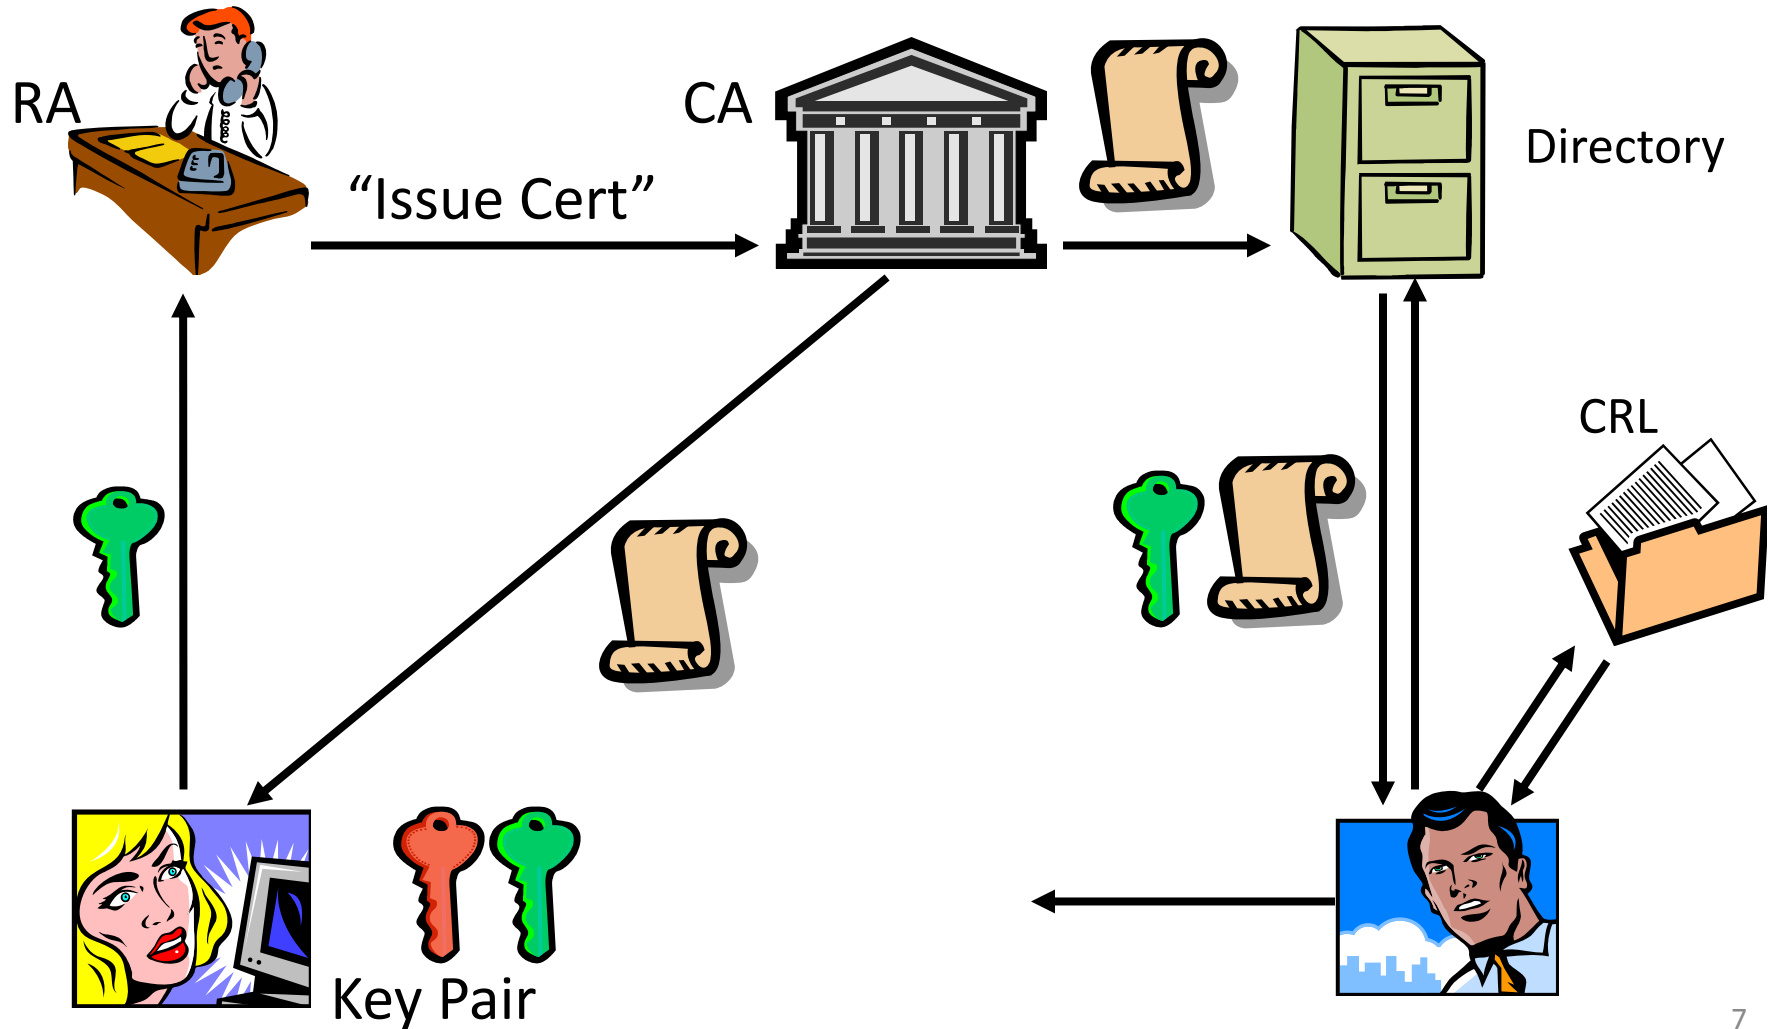 RA
CA
Directory
“Issue Cert”
CRL
Key Pair
7